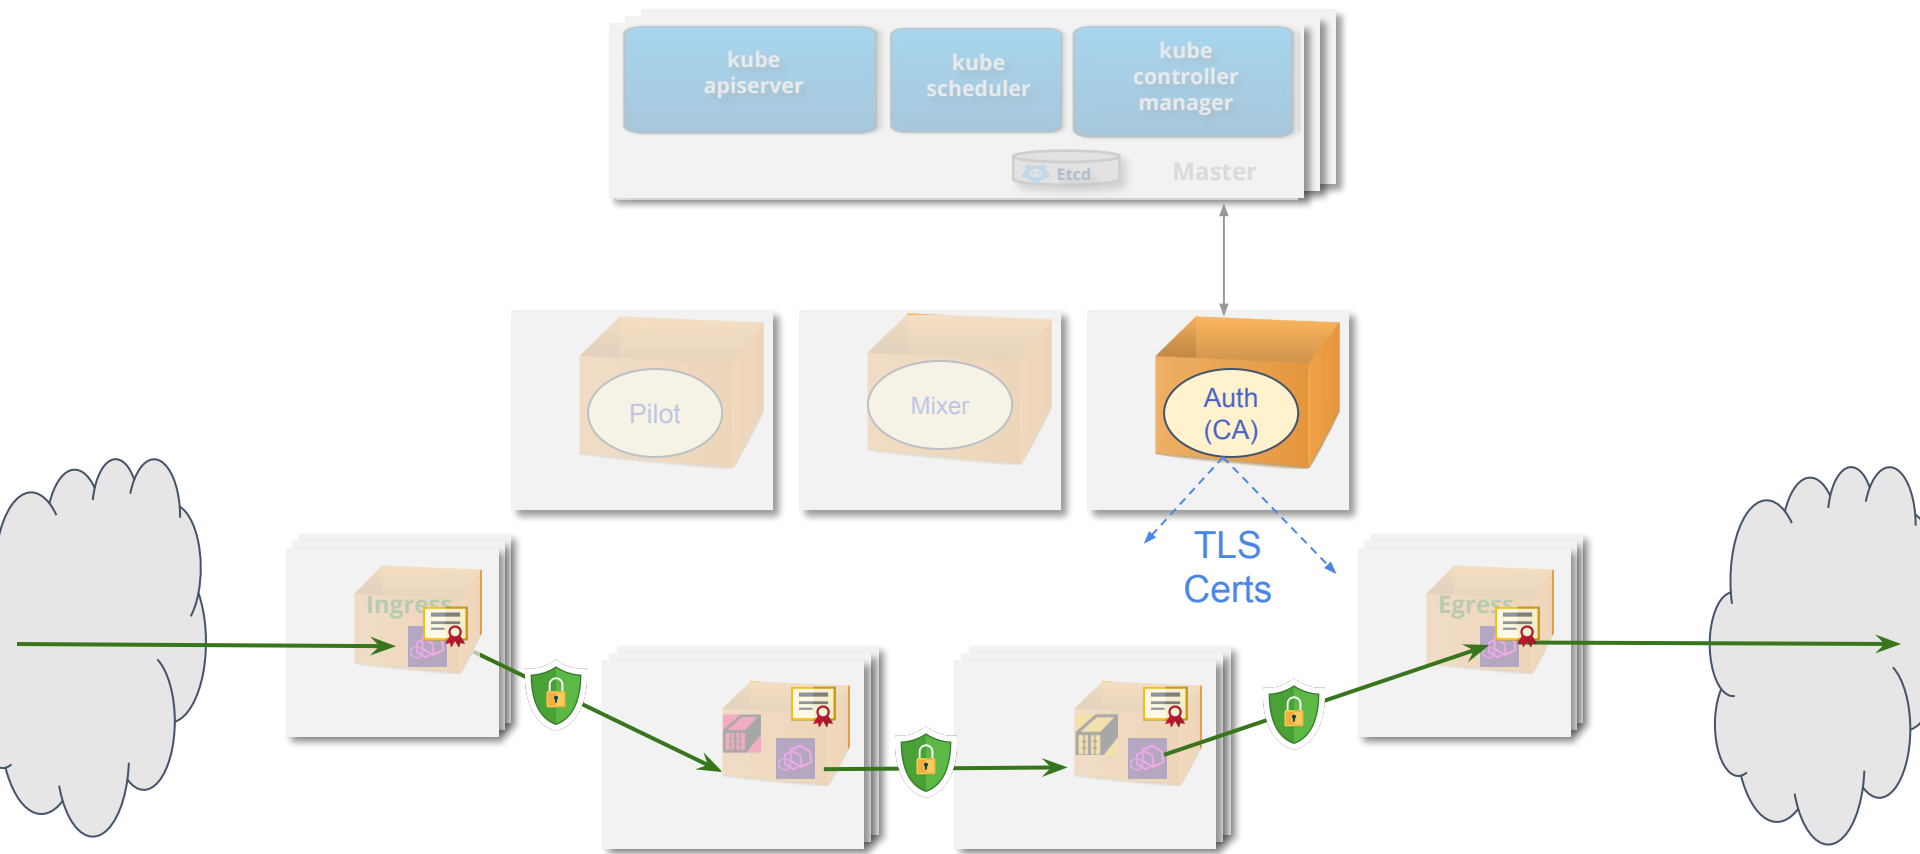 kube
apiserver
kube
scheduler
kube
controller
manager
Etcd
Master
Pilot
Mixer
Auth
(CA)
TLS
Certs
Ingress
Egress